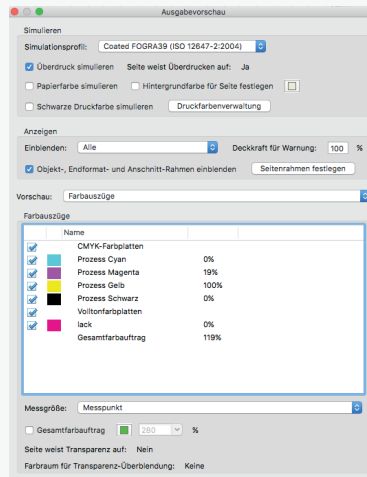 Ausgabevorschau
Simulieren
Simulationsprofil: Coated FOGRA39 (ISO 12647-2:2004)
Überdruck simulieren Seite weist Überdrucken auf: Ja
Papierfarbe simulieren Hintergrundfarbe für Seite festlegen
Schwarze Druckfarbe simulieren Druckfarbenverwaltung
Anzeigen
Einblenden: Alle Deckkraft für Warnung: 100 %
Objekt-, Endformat- und Anschnitt-Rahmen einblenden Seitenrahmen festlegen
Vorschau: Farbauszüge
Farbauszüge
Name
CMYK-Farbplatten
Prozess Cyan 0%
Prozess Magenta 19%
Prozess Gelb 100%
Prozess Schwarz 0%
Volltonfarbplatten
lack 0%
Gesamtfarbauftrag 119%
Messgröße: Messpunkt
Gesamtfarbauftrag 280 %
Seite weist Transparenz auf: Nein
Farbraum für Transparenz-Überblendung: Keine